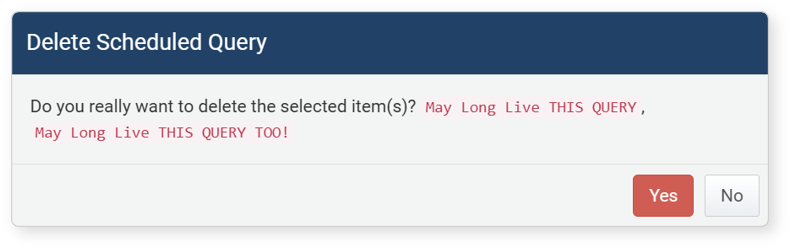 Delete Scheduled Query
Do you really want to delete the selected item(s)? May Long Live THIS QUERY,
May Long Live THIS QUERY TOO!
Yes No